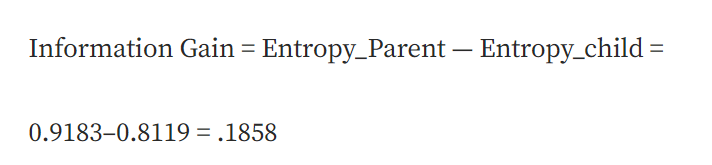 Information Gain = Entropy_Parent — Entropy_child =
0.9183–0.8119 = .1858